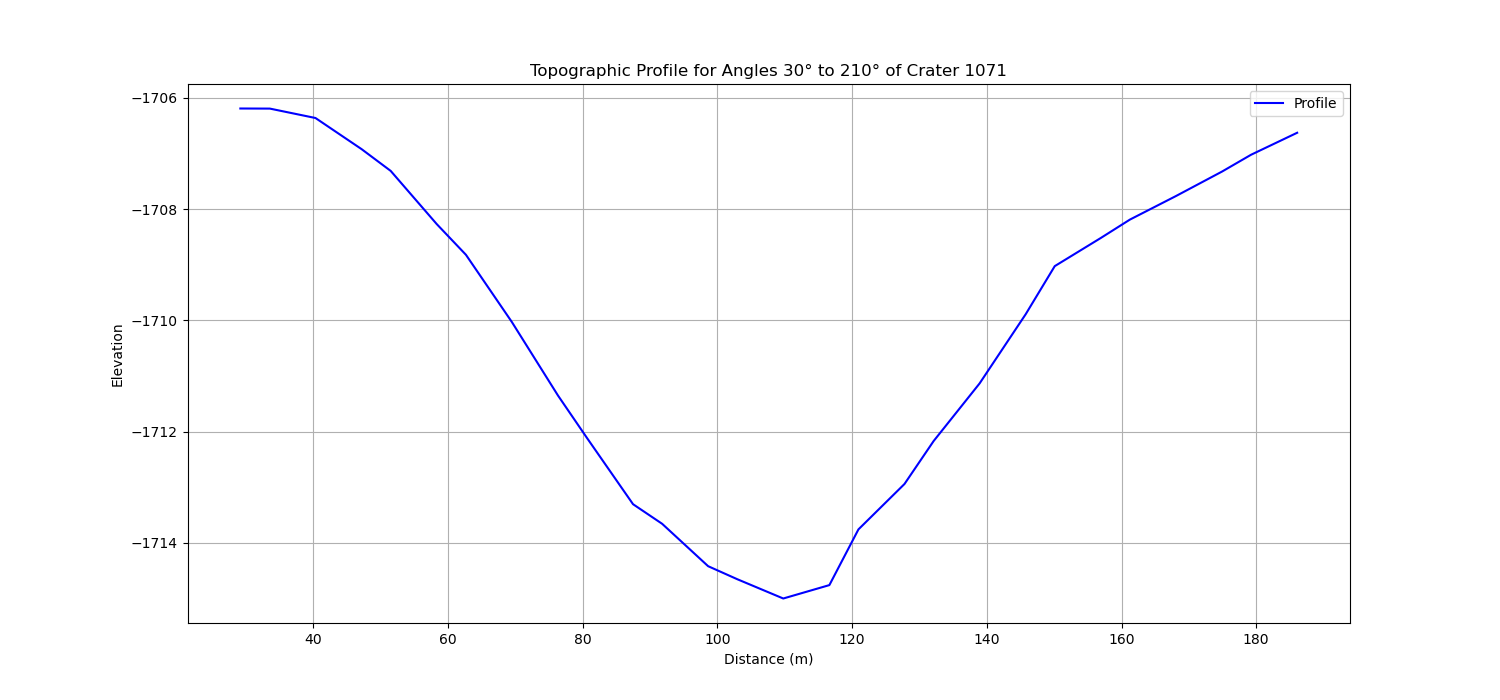 Topographic Profile for Angles 30° to 210° of Crater 1071
Profile
−1706
−1708
−1710
−1712
−1714
Elevation
40 60 80 100 120 140 160 180
Distance (m)